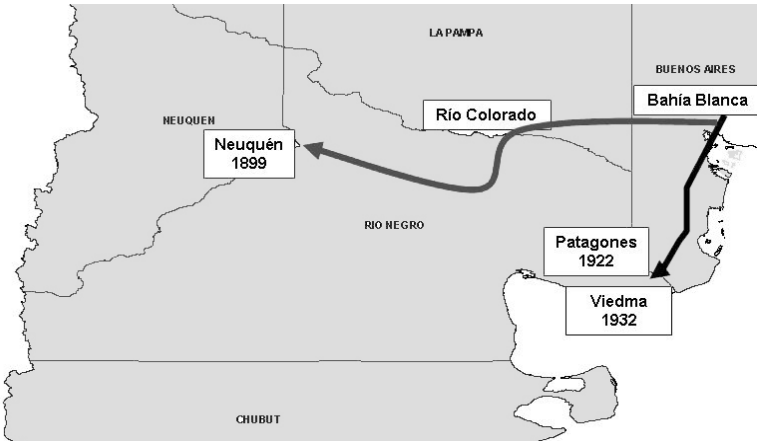 LA PAMPA
BUENOS AIRES
Bahía Blanca
Río Colorado
NEUQUEN
Neuquén
1899
RIO NEGRO
Patagones
1922
Viedma
1932
CHUBUT